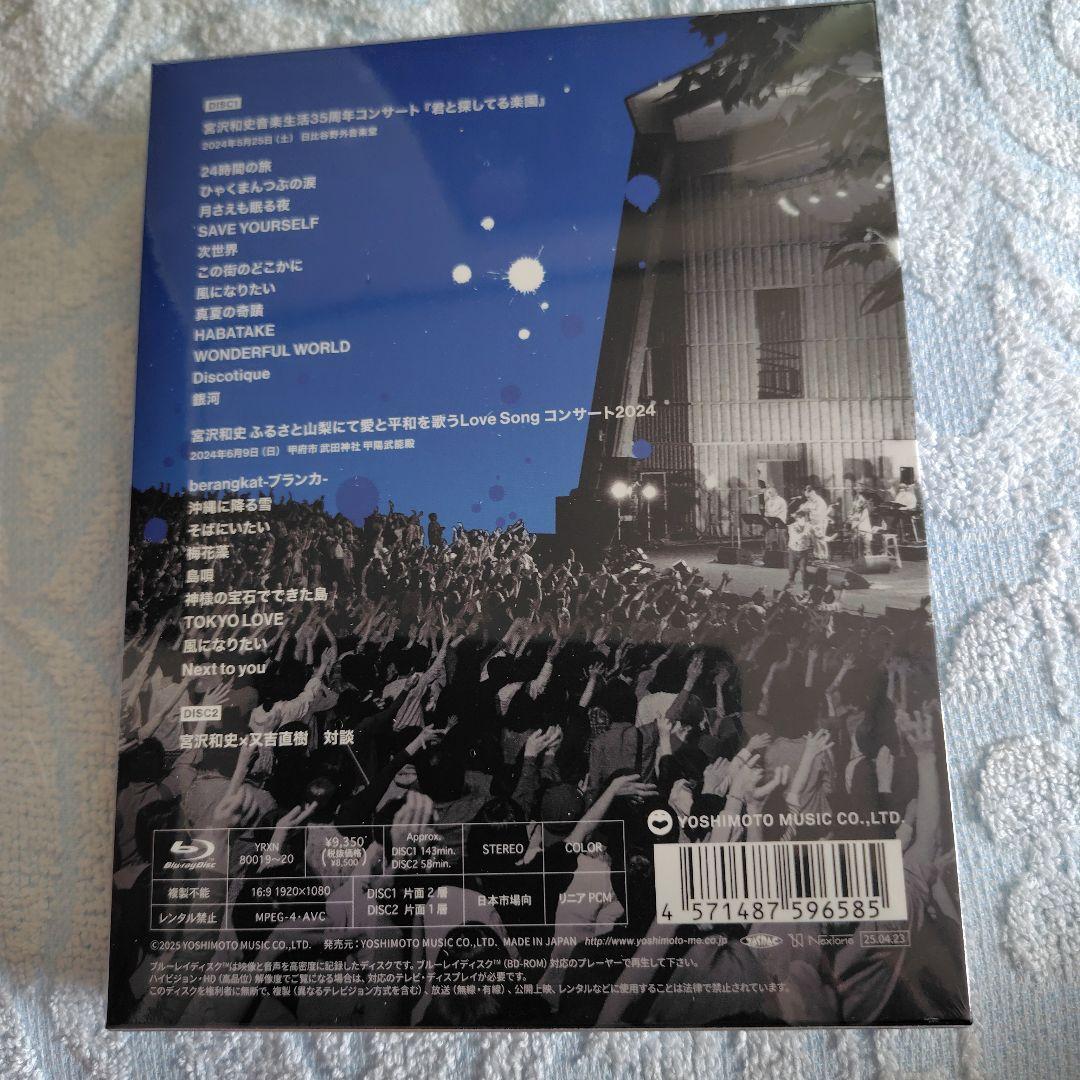 DISC1
宮沢和史音楽生活35周年コンサート『君と探してる楽園』
2024年5月25日（土） 日比谷野外音楽堂
24時間の旅
ひゃくまんつぶの涙
月さえも眠る夜
SAVE YOURSELF
次世界
この街のどこかに
風になりたい
真夏の奇蹟
HABATAKE
WONDERFUL WORLD
Discotique
銀河
宮沢和史 ふるさと山梨にて愛と平和を歌うLove Song コンサート2024
2024年6月9日（日） 甲府市 武田神社 甲陽武能殿
berangkat-ブランカ-
沖縄に降る雪
そばにいたい
梅花藻
島唄
神様の宝石でできた島
TOKYO LOVE
風になりたい
Next to you
DISC2
宮沢和史×又吉直樹 対談
YOSHIMOTO MUSIC CO.,LTD.
Blu-ray Disc
YRXN
80019〜20
¥9,350
(税抜価格 ¥8,500)
Approx.
DISC1 143min.
DISC2 58min.
STEREO
COLOR
複製不能
16:9 1920×1080
DISC1 片面2層
DISC2 片面1層
日本市場向
リニアPCM
レンタル禁止
MPEG-4・AVC
4 571487 596585
©2025 YOSHIMOTO MUSIC CO.,LTD. 発売元：YOSHIMOTO MUSIC CO.,LTD. MADE IN JAPAN http://www.yoshimoto-me.co.jp JASRAC NexTone 25.04.23
ブルーレイディスク™は映像と音声を高密度に記録したディスクです。ブルーレイディスク™（BD-ROM）対応のプレーヤーで再生して下さい。
ハイビジョン・HD（高品位）解像度でご覧になる場合は、対応のテレビ・ディスプレイが必要です。
このディスクを権利者に無断で、複製（異なるテレビジョン方式を含む）、放送（無線・有線）、公開上映、レンタルなどに使用することは法律で禁止されています。